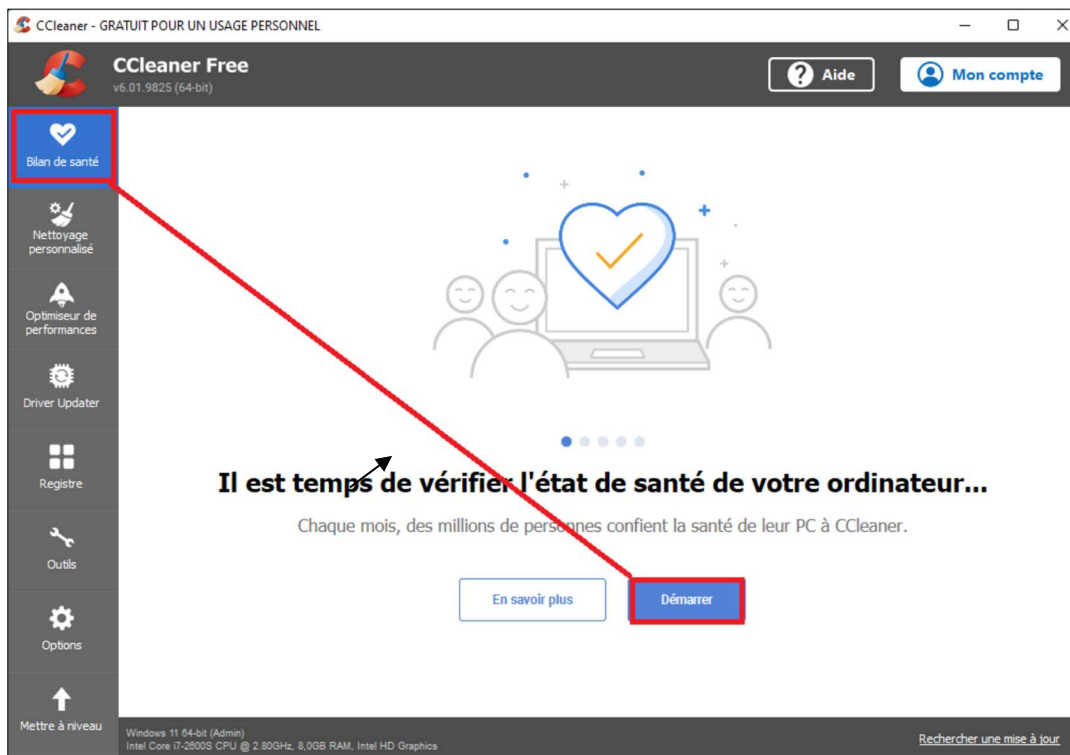 CCleaner - GRATUIT POUR UN USAGE PERSONNEL
CCleaner Free
v6.01.9825 (64-bit)
Aide
Mon compte
Bilan de santé
Nettoyage
personnalisé
Optimiseur de
performances
Driver Updater
Registre
Outils
Options
Mettre à niveau
Il est temps de vérifier l'état de santé de votre ordinateur...
Chaque mois, des millions de personnes confient la santé de leur PC à CCleaner.
En savoir plus
Démarrer
Windows 11 64-bit (Admin)
Intel Core i7-2600S CPU @ 2.80GHz, 8,0GB RAM, Intel HD Graphics
Rechercher une mise à jour